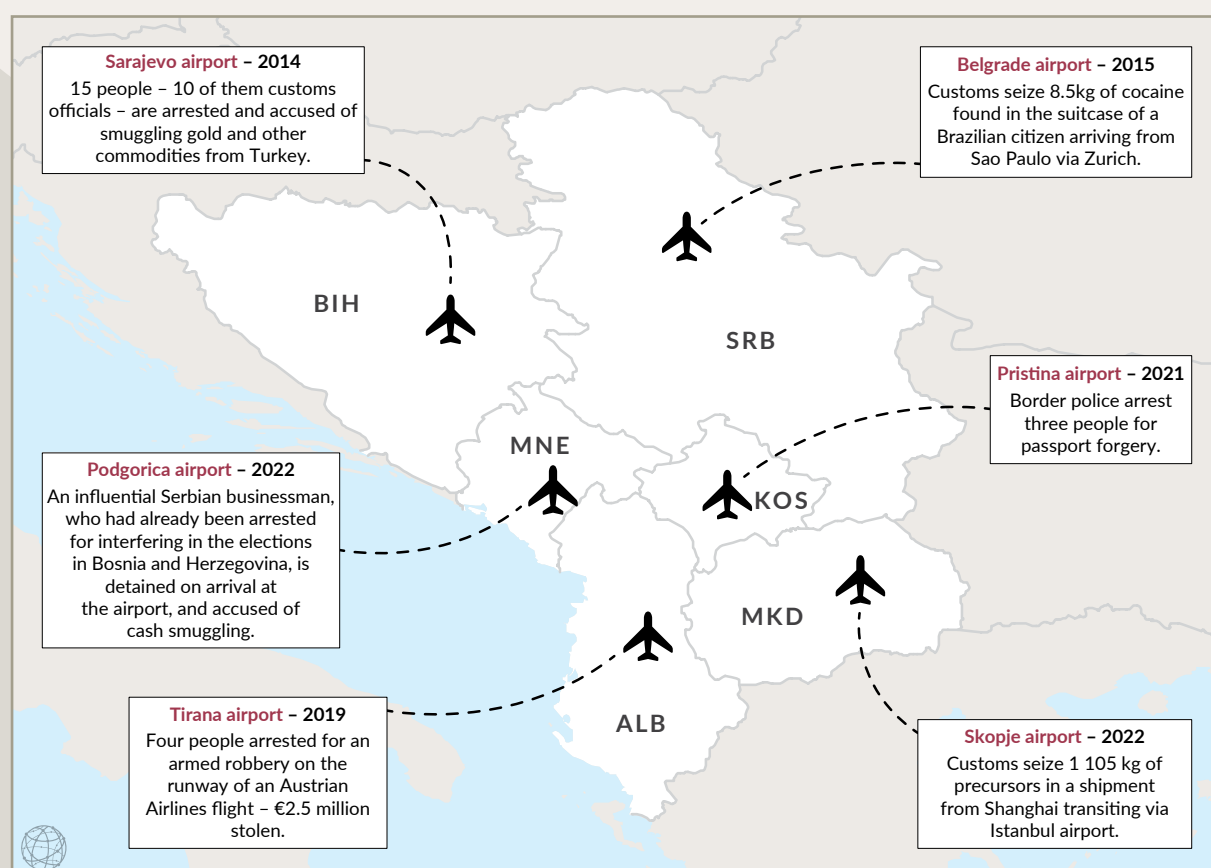 Sarajevo airport – 2014
15 people – 10 of them customs
officials – are arrested and accused of
smuggling gold and other
commodities from Turkey.
Belgrade airport – 2015
Customs seize 8.5kg of cocaine
found in the suitcase of a
Brazilian citizen arriving from
Sao Paulo via Zurich.
BIH
SRB
Pristina airport – 2021
Border police arrest
three people for
passport forgery.
MNE
KOS
Podgorica airport – 2022
An influential Serbian businessman,
who had already been arrested
for interfering in the elections
in Bosnia and Herzegovina, is
detained on arrival at
the airport, and accused of
cash smuggling.
MKD
ALB
Tirana airport – 2019
Four people arrested for an
armed robbery on the
runway of an Austrian
Airlines flight – €2.5 million
stolen.
Skopje airport – 2022
Customs seize 1 105 kg of
precursors in a shipment
from Shanghai transiting via
Istanbul airport.